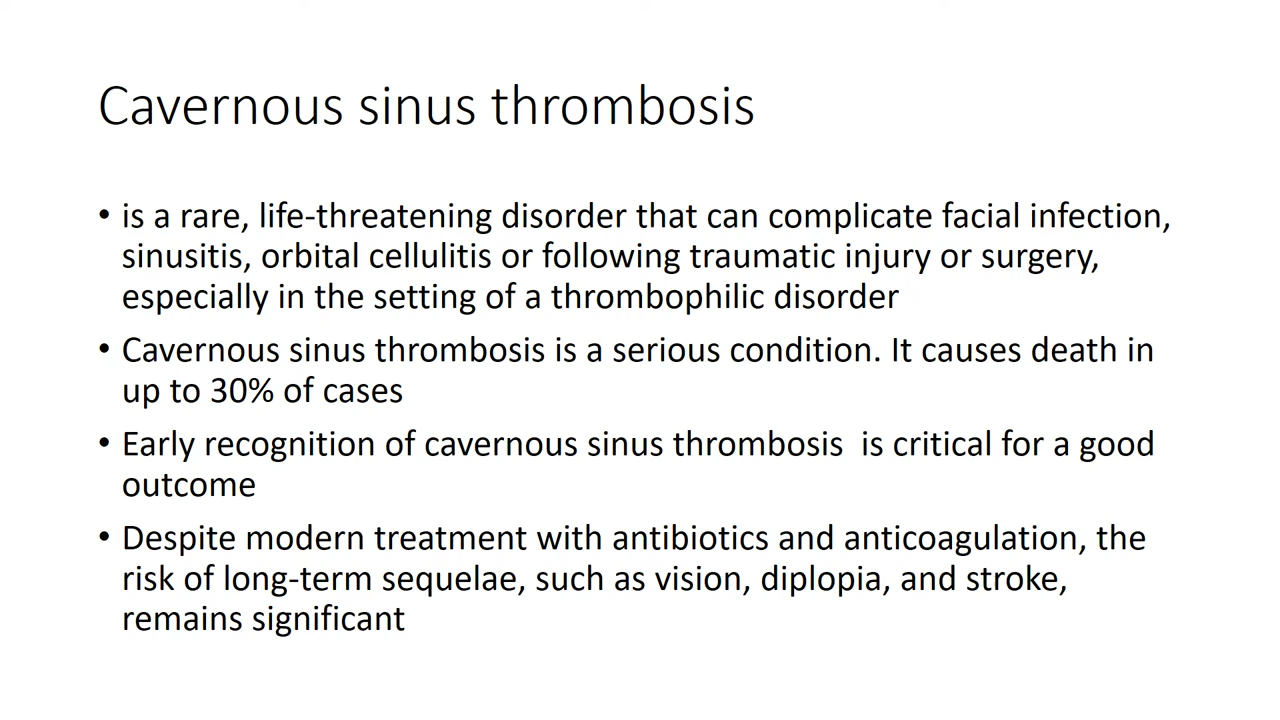 Cavernous sinus thrombosis
• is a rare, life-threatening disorder that can complicate facial infection,
sinusitis, orbital cellulitis or following traumatic injury or surgery,
especially in the setting of a thrombophilic disorder
• Cavernous sinus thrombosis is a serious condition. It causes death in
up to 30% of cases
• Early recognition of cavernous sinus thrombosis  is critical for a good
outcome
• Despite modern treatment with antibiotics and anticoagulation, the
risk of long-term sequelae, such as vision, diplopia, and stroke,
remains significant